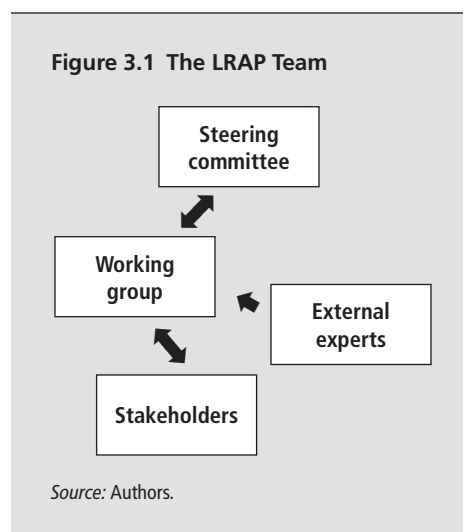 Figure 3.1 The LRAP Team
Steering
committee
Working
group
External
experts
Stakeholders
Source: Authors.